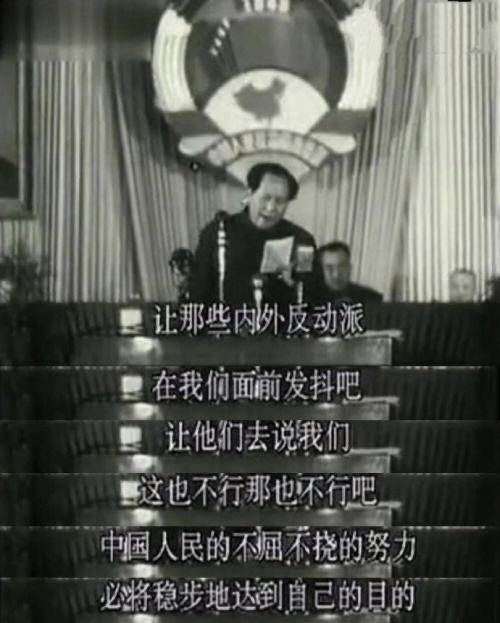 1949
让那些内外反动派
在我们面前发抖吧
让他们去说我们
这也不行那也不行吧
中国人民的不屈不挠的努力
必将稳步地达到自己的目的